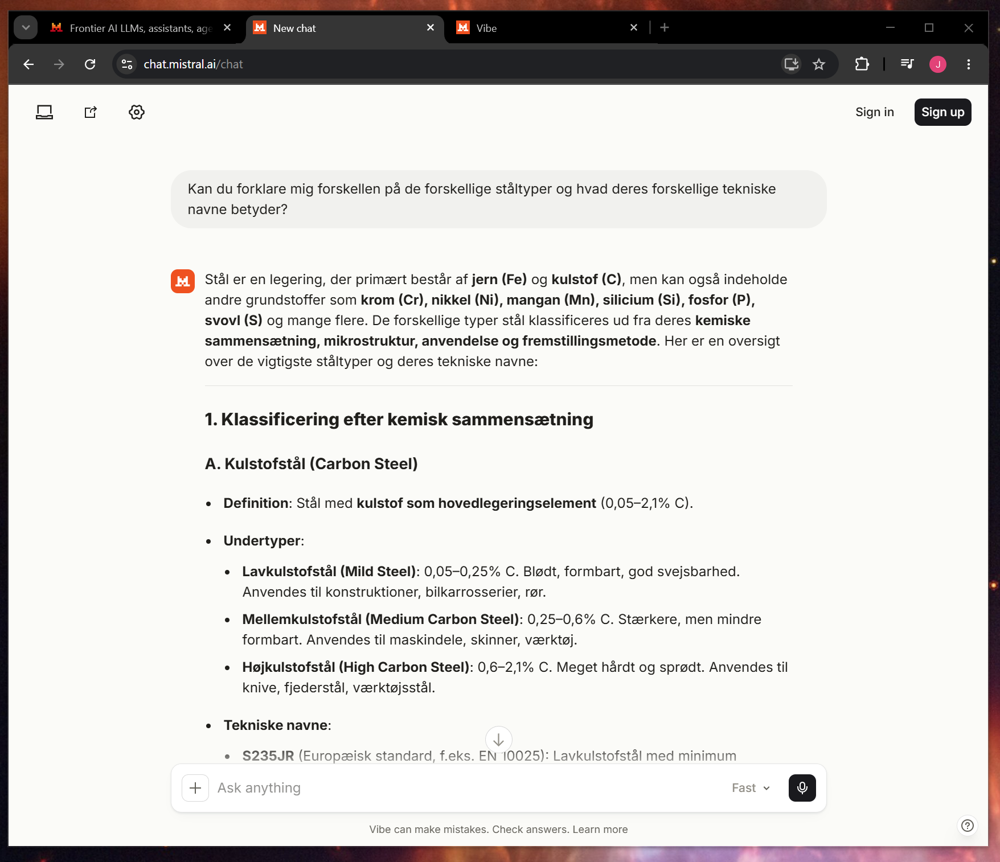 Frontier AI LLMs, assistants, age
New chat
Vibe
chat.mistral.ai/chat
J
Sign in
Sign up
Kan du forklare mig forskellen på de forskellige ståltyper og hvad deres forskellige tekniske
navne betyder?
Stål er en legering, der primært består af jern (Fe) og kulstof (C), men kan også indeholde
andre grundstoffer som krom (Cr), nikkel (Ni), mangan (Mn), silicium (Si), fosfor (P),
svovl (S) og mange flere. De forskellige typer stål klassificeres ud fra deres kemiske
sammensætning, mikrostruktur, anvendelse og fremstillingsmetode. Her er en oversigt
over de vigtigste ståltyper og deres tekniske navne:
1. Klassificering efter kemisk sammensætning
A. Kulstofstål (Carbon Steel)
• Definition: Stål med kulstof som hovedlegeringselement (0,05–2,1% C).
• Undertyper:
• Lavkulstofstål (Mild Steel): 0,05–0,25% C. Blødt, formbart, god svejsbarhed.
Anvendes til konstruktioner, bilkarrosserier, rør.
• Mellemkulstofstål (Medium Carbon Steel): 0,25–0,6% C. Stærkere, men mindre
formbart. Anvendes til maskindele, skinner, værktøj.
• Højkulstofstål (High Carbon Steel): 0,6–2,1% C. Meget hårdt og sprødt. Anvendes til
knive, fjederstål, værktøjsstål.
• Tekniske navne:
• S235JR (Europæisk standard, f.eks. EN 10025): Lavkulstofstål med minimum
Ask anything
Fast
Vibe can make mistakes. Check answers. Learn more